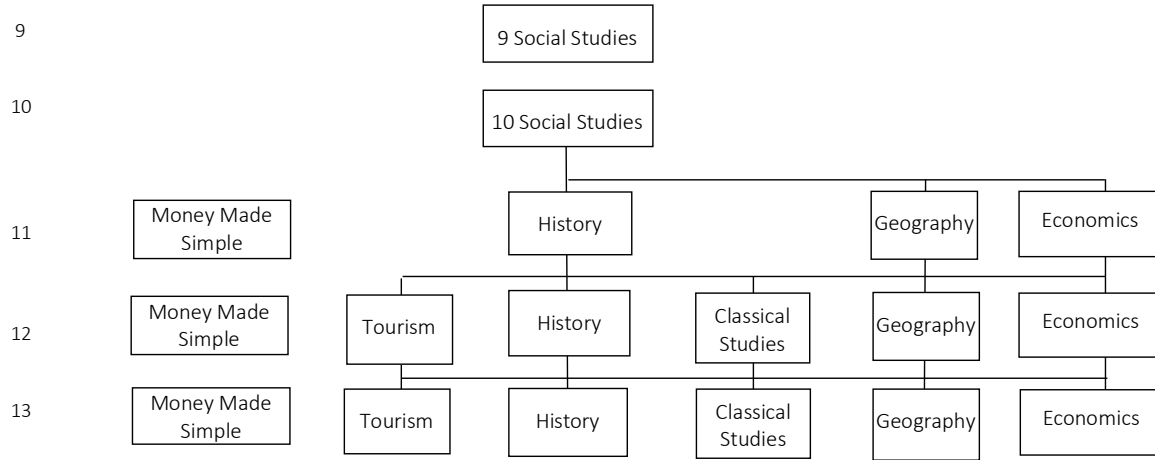 9
9 Social Studies
10
10 Social Studies
11
Money Made
Simple
History
Geography
Economics
12
Money Made
Simple
Tourism
History
Classical
Studies
Geography
Economics
13
Money Made
Simple
Tourism
History
Classical
Studies
Geography
Economics